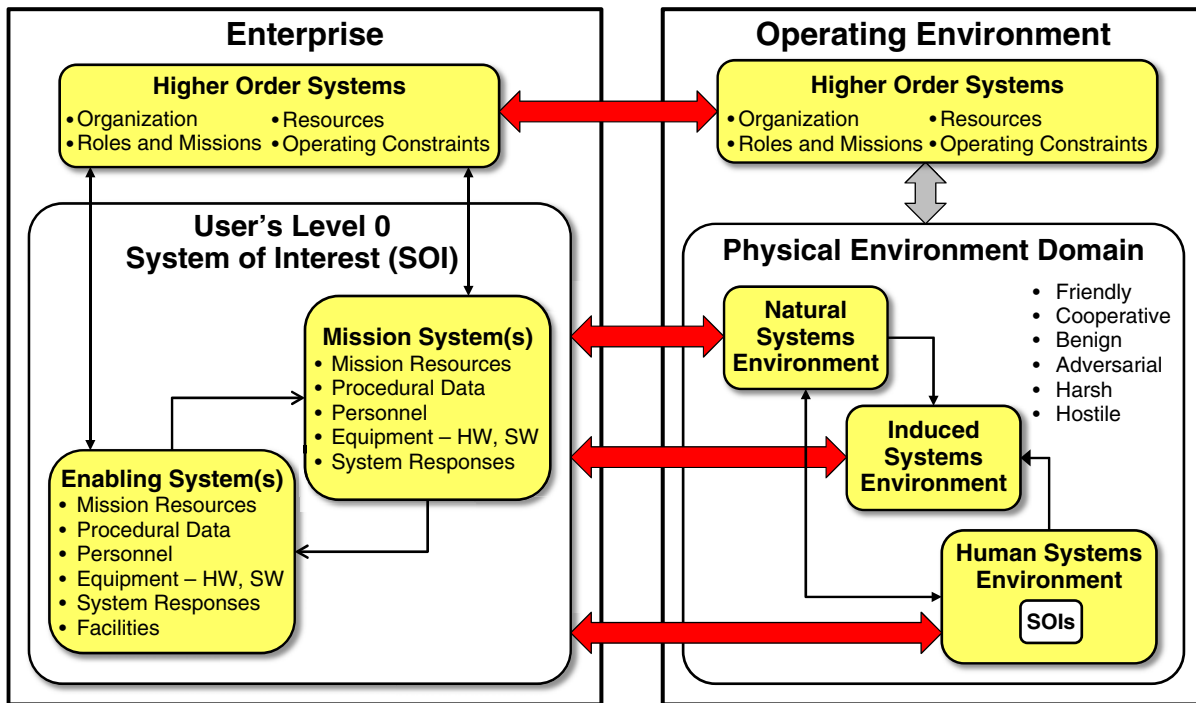 Enterprise
Higher Order Systems
• Organization
• Roles and Missions
• Resources
• Operating Constraints
User’s Level 0
System of Interest (SOI)
Mission System(s)
• Mission Resources
• Procedural Data
• Personnel
• Equipment – HW, SW
• System Responses
Enabling System(s)
• Mission Resources
• Procedural Data
• Personnel
• Equipment – HW, SW
• System Responses
• Facilities
Operating Environment
Higher Order Systems
• Organization
• Roles and Missions
• Resources
• Operating Constraints
Physical Environment Domain
• Friendly
• Cooperative
• Benign
• Adversarial
• Harsh
• Hostile
Natural
Systems
Environment
Induced
Systems
Environment
Human Systems
Environment
SOIs